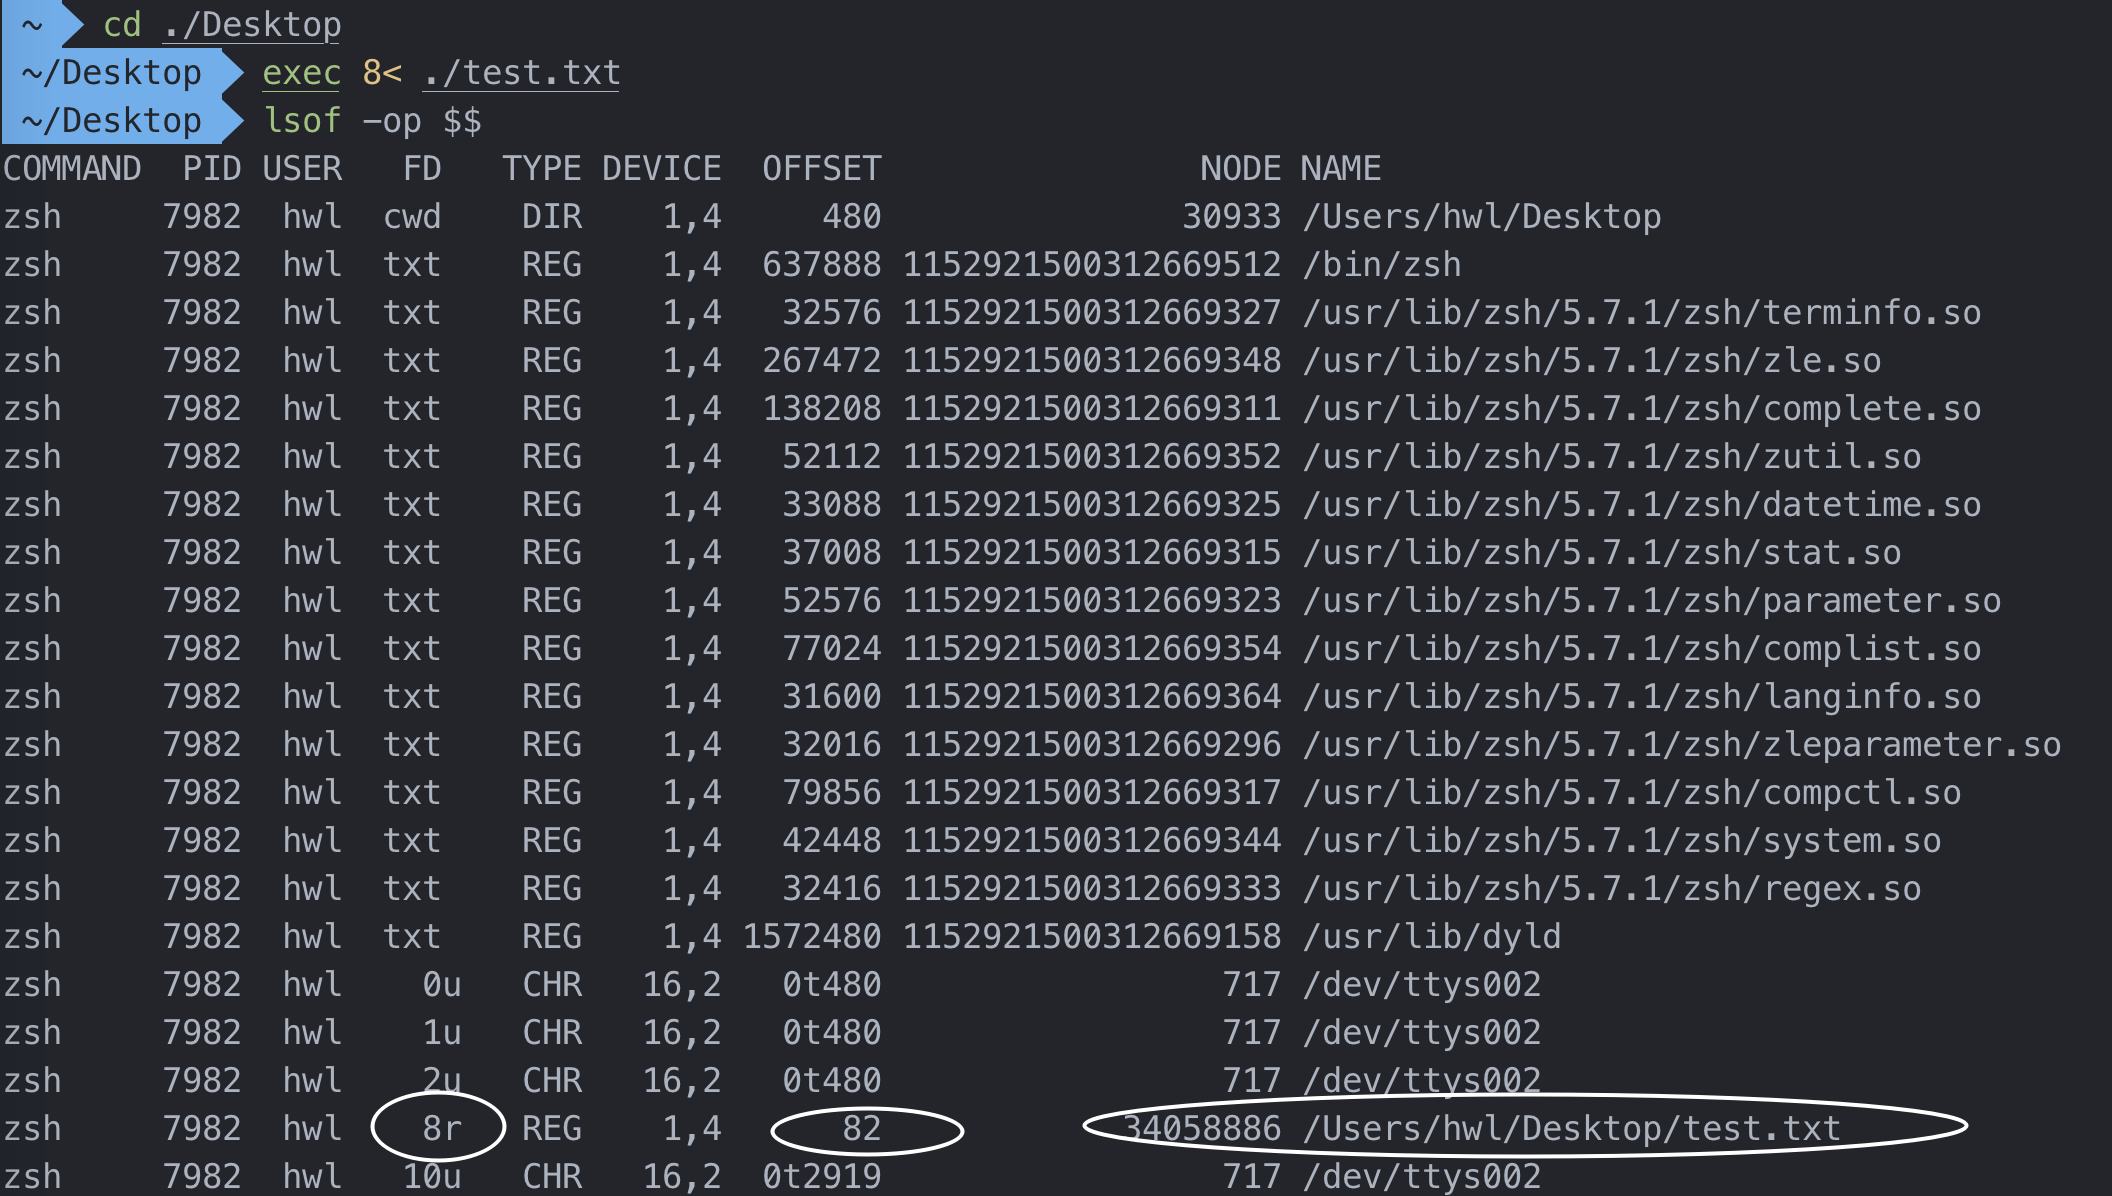 ~ cd ./Desktop
~/Desktop exec 8< ./test.txt
~/Desktop lsof -op $$
COMMAND PID USER FD TYPE DEVICE OFFSET NODE NAME
zsh 7982 hwl cwd DIR 1,4 480 30933 /Users/hwl/Desktop
zsh 7982 hwl txt REG 1,4 637888 1152921500312669512 /bin/zsh
zsh 7982 hwl txt REG 1,4 32576 1152921500312669327 /usr/lib/zsh/5.7.1/zsh/terminfo.so
zsh 7982 hwl txt REG 1,4 267472 1152921500312669348 /usr/lib/zsh/5.7.1/zsh/zle.so
zsh 7982 hwl txt REG 1,4 138208 1152921500312669311 /usr/lib/zsh/5.7.1/zsh/complete.so
zsh 7982 hwl txt REG 1,4 52112 1152921500312669352 /usr/lib/zsh/5.7.1/zsh/zutil.so
zsh 7982 hwl txt REG 1,4 33088 1152921500312669325 /usr/lib/zsh/5.7.1/zsh/datetime.so
zsh 7982 hwl txt REG 1,4 37008 1152921500312669315 /usr/lib/zsh/5.7.1/zsh/stat.so
zsh 7982 hwl txt REG 1,4 52576 1152921500312669323 /usr/lib/zsh/5.7.1/zsh/parameter.so
zsh 7982 hwl txt REG 1,4 77024 1152921500312669354 /usr/lib/zsh/5.7.1/zsh/complist.so
zsh 7982 hwl txt REG 1,4 31600 1152921500312669364 /usr/lib/zsh/5.7.1/zsh/langinfo.so
zsh 7982 hwl txt REG 1,4 32016 1152921500312669296 /usr/lib/zsh/5.7.1/zsh/zleparameter.so
zsh 7982 hwl txt REG 1,4 79856 1152921500312669317 /usr/lib/zsh/5.7.1/zsh/compctl.so
zsh 7982 hwl txt REG 1,4 42448 1152921500312669344 /usr/lib/zsh/5.7.1/zsh/system.so
zsh 7982 hwl txt REG 1,4 32416 1152921500312669333 /usr/lib/zsh/5.7.1/zsh/regex.so
zsh 7982 hwl txt REG 1,4 1572480 1152921500312669158 /usr/lib/dyld
zsh 7982 hwl 0u CHR 16,2 0t480 717 /dev/ttys002
zsh 7982 hwl 1u CHR 16,2 0t480 717 /dev/ttys002
zsh 7982 hwl 2u CHR 16,2 0t480 717 /dev/ttys002
zsh 7982 hwl 8r REG 1,4 82 34058886 /Users/hwl/Desktop/test.txt
zsh 7982 hwl 10u CHR 16,2 0t2919 717 /dev/ttys002